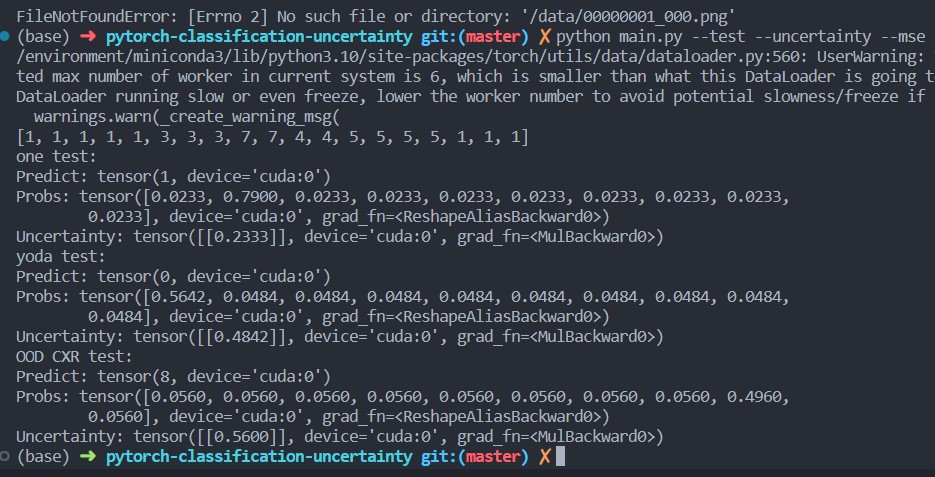 FileNotFoundError: [Errno 2] No such file or directory: '/data/00000001_000.png'
(base) ➜ pytorch-classification-uncertainty git:(master) ✗ python main.py --test --uncertainty --mse
/environment/miniconda3/lib/python3.10/site-packages/torch/utils/data/dataloader.py:560: UserWarning:
ted max number of worker in current system is 6, which is smaller than what this DataLoader is going t
DataLoader running slow or even freeze, lower the worker number to avoid potential slowness/freeze if
warnings.warn(_create_warning_msg(
[1, 1, 1, 1, 1, 3, 3, 3, 7, 7, 4, 4, 5, 5, 5, 5, 1, 1, 1]
one test:
Predict: tensor(1, device='cuda:0')
Probs: tensor([0.0233, 0.7900, 0.0233, 0.0233, 0.0233, 0.0233, 0.0233, 0.0233, 0.0233,
0.0233], device='cuda:0', grad_fn=<ReshapeAliasBackward0>)
Uncertainty: tensor([[0.2333]], device='cuda:0', grad_fn=<MulBackward0>)
yoda test:
Predict: tensor(0, device='cuda:0')
Probs: tensor([0.5642, 0.0484, 0.0484, 0.0484, 0.0484, 0.0484, 0.0484, 0.0484, 0.0484,
0.0484], device='cuda:0', grad_fn=<ReshapeAliasBackward0>)
Uncertainty: tensor([[0.4842]], device='cuda:0', grad_fn=<MulBackward0>)
OOD CXR test:
Predict: tensor(8, device='cuda:0')
Probs: tensor([0.0560, 0.0560, 0.0560, 0.0560, 0.0560, 0.0560, 0.0560, 0.0560, 0.4960,
0.0560], device='cuda:0', grad_fn=<ReshapeAliasBackward0>)
Uncertainty: tensor([[0.5600]], device='cuda:0', grad_fn=<MulBackward0>)
(base) ➜ pytorch-classification-uncertainty git:(master) ✗